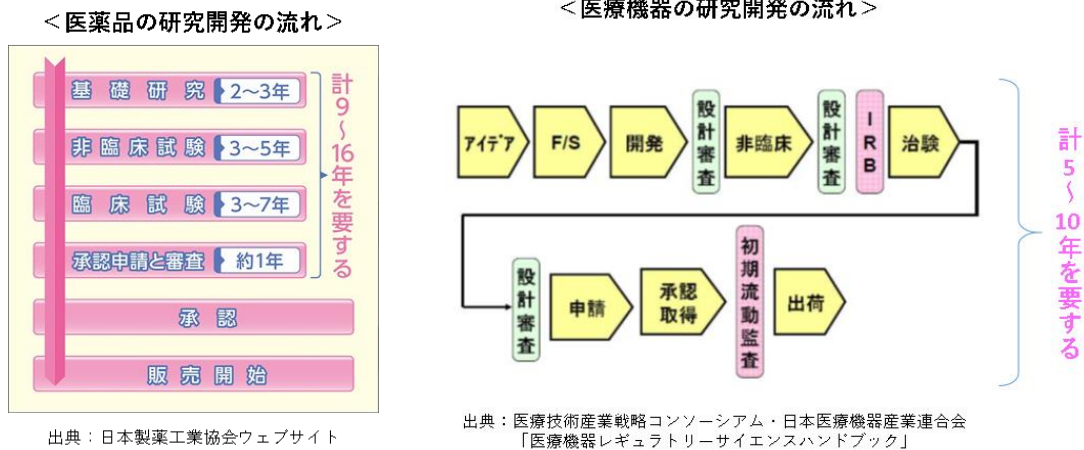 ＜医薬品の研究開発の流れ＞
基礎研究 2～3年
非臨床試験 3～5年
臨床試験 3～7年
承認申請と審査 約1年
承認
販売開始
計9～16年を要する
出典：日本製薬工業協会ウェブサイト
＜医療機器の研究開発の流れ＞
アイデア
F/S
開発
設計審査
非臨床
設計審査
IRB
治験
設計審査
申請
承認
取得
初期流動監査
出荷
計5～10年を要する
出典：医療技術産業戦略コンソーシアム・日本医療機器産業連合会
「医療機器レギュラトリーサイエンスハンドブック」